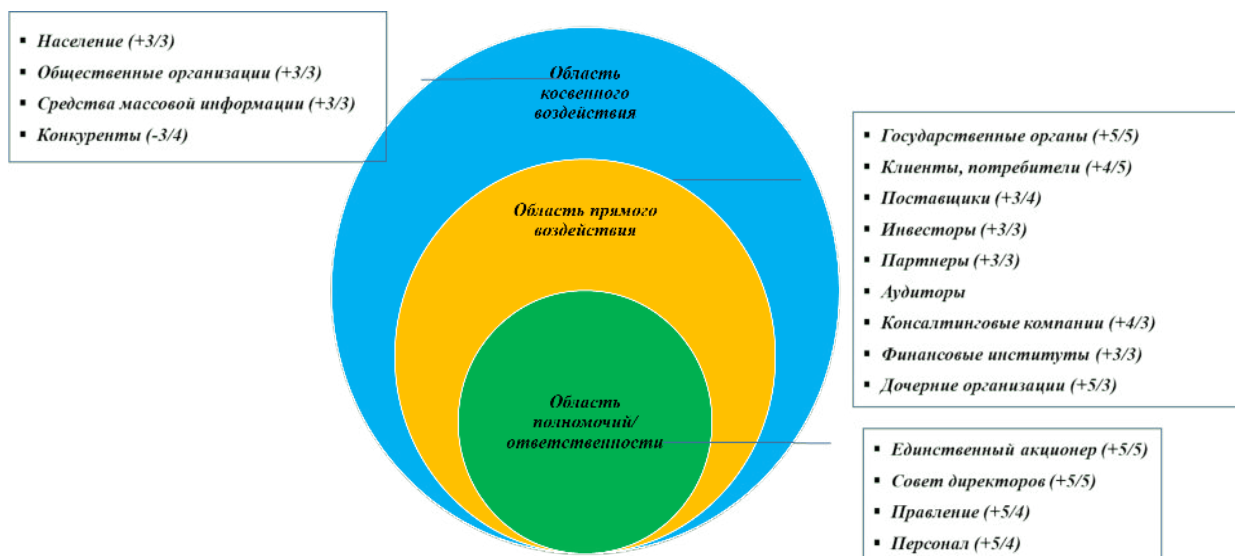 ▪ Население (+3/3)
▪ Общественные организации (+3/3)
▪ Средства массовой информации (+3/3)
▪ Конкуренты (-3/4)
Область
косвенного
воздействия
Область прямого
воздействия
Область
полномочий/
ответственности
▪ Государственные органы (+5/5)
▪ Клиенты, потребители (+4/5)
▪ Поставщики (+3/4)
▪ Инвесторы (+3/3)
▪ Партнеры (+3/3)
▪ Аудиторы
▪ Консалтинговые компании (+4/3)
▪ Финансовые институты (+3/3)
▪ Дочерние организации (+5/3)
▪ Единственный акционер (+5/5)
▪ Совет директоров (+5/5)
▪ Правление (+5/4)
▪ Персонал (+5/4)